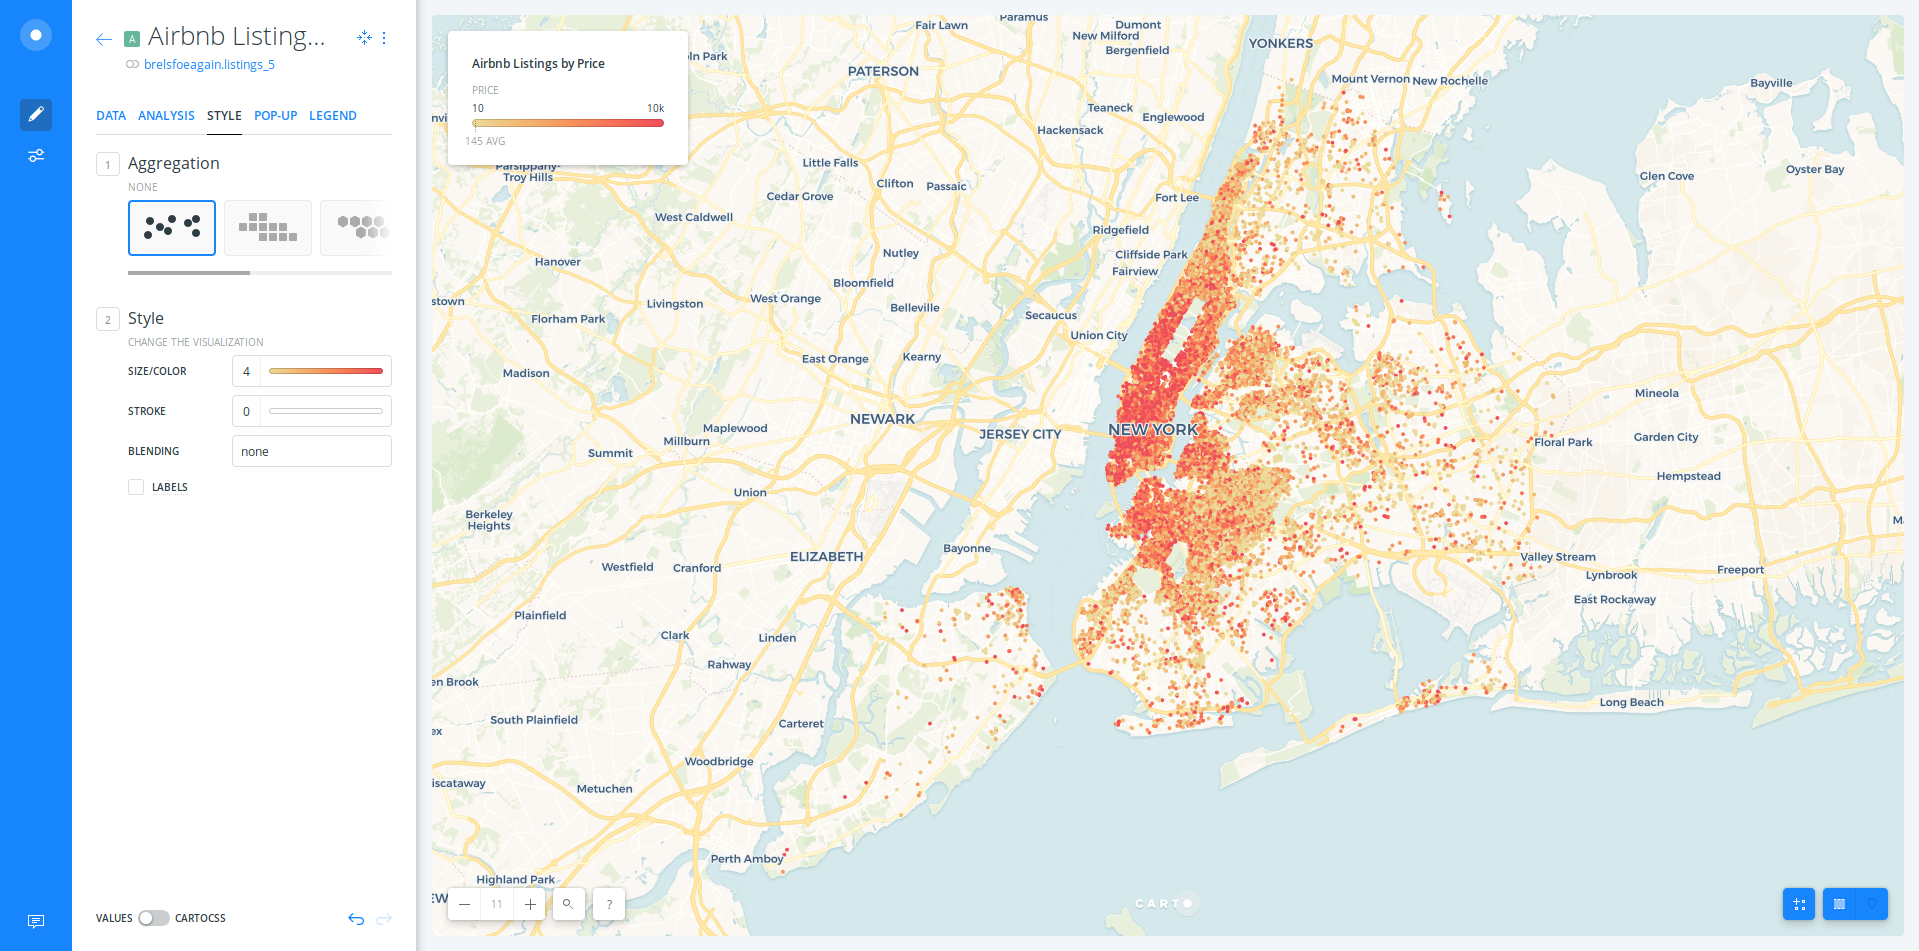 Airbnb Listing...
brelsfoeagain.listings_5
DATA ANALYSIS STYLE POP-UP LEGEND
1 Aggregation
NONE
2 Style
CHANGE THE VISUALIZATION
SIZE/COLOR 4
STROKE 0
BLENDING none
LABELS
VALUES CARTOCSS
Airbnb Listings by Price
PRICE
10 10k
145 AVG
Fair Lawn
Paramus
Dumont
New Milford
Bergenfield
YONKERS
oln Park
PATERSON
Mount Vernon
New Rochelle
Bayville
Teaneck
Englewood
Hackensack
Parsippany-
Troy Hills
Little Falls
Clifton
Passaic
Cedar Grove
Fort Lee
Glen Cove
Oyster Bay
West Caldwell
Ridgefield
Nutley
Cliffside Park
Fairview
Hanover
Bloomfield
West Orange
Belleville
stown
Livingston
Florham Park
Secaucus
Union City
East Orange
Kearny
Madison
Mineola
NEWARK
Maplewood
Millburn
JERSEY CITY
NEW YORK
Floral Park
Garden City
Summit
Hempstead
Union
Berkeley
Heights
Bayonne
ELIZABETH
Westfield
Cranford
Valley Stream
Lynbrook
Freeport
East Rockaway
Plainfield
Clark
Linden
Rahway
en Brook
Long Beach
South Plainfield
Carteret
ex
Woodbridge
iscataway
Metuchen
Perth Amboy
Highland Park
EW
11
?
CARTO